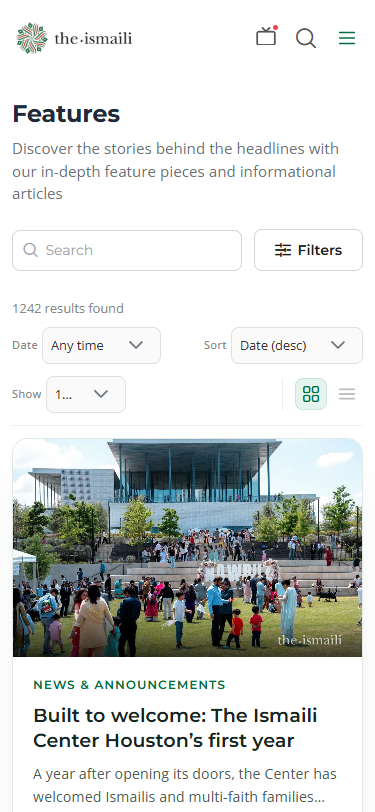 the·ismaili
Features
Discover the stories behind the headlines with
our in-depth feature pieces and informational
articles
Search
Filters
1242 results found
Date
Any time
Sort
Date (desc)
Show
1...
the·ismaili
NEWS & ANNOUNCEMENTS
Built to welcome: The Ismaili
Center Houston’s first year
A year after opening its doors, the Center has
welcomed Ismailis and multi-faith families...